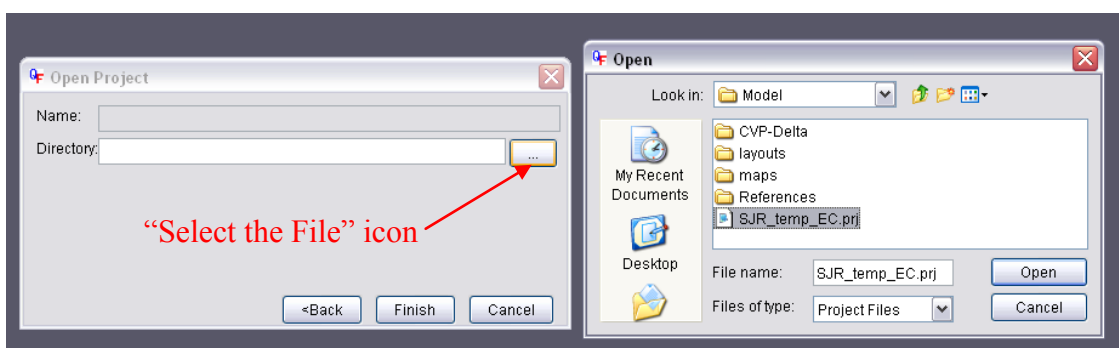 Open Project
Name:
Directory:
...
“Select the File” icon
<Back Finish Cancel
Open
Look in: Model
My Recent
Documents
Desktop
CVP-Delta
layouts
maps
References
SJR_temp_EC.prj
File name: SJR_temp_EC.prj Open
Files of type: Project Files Cancel